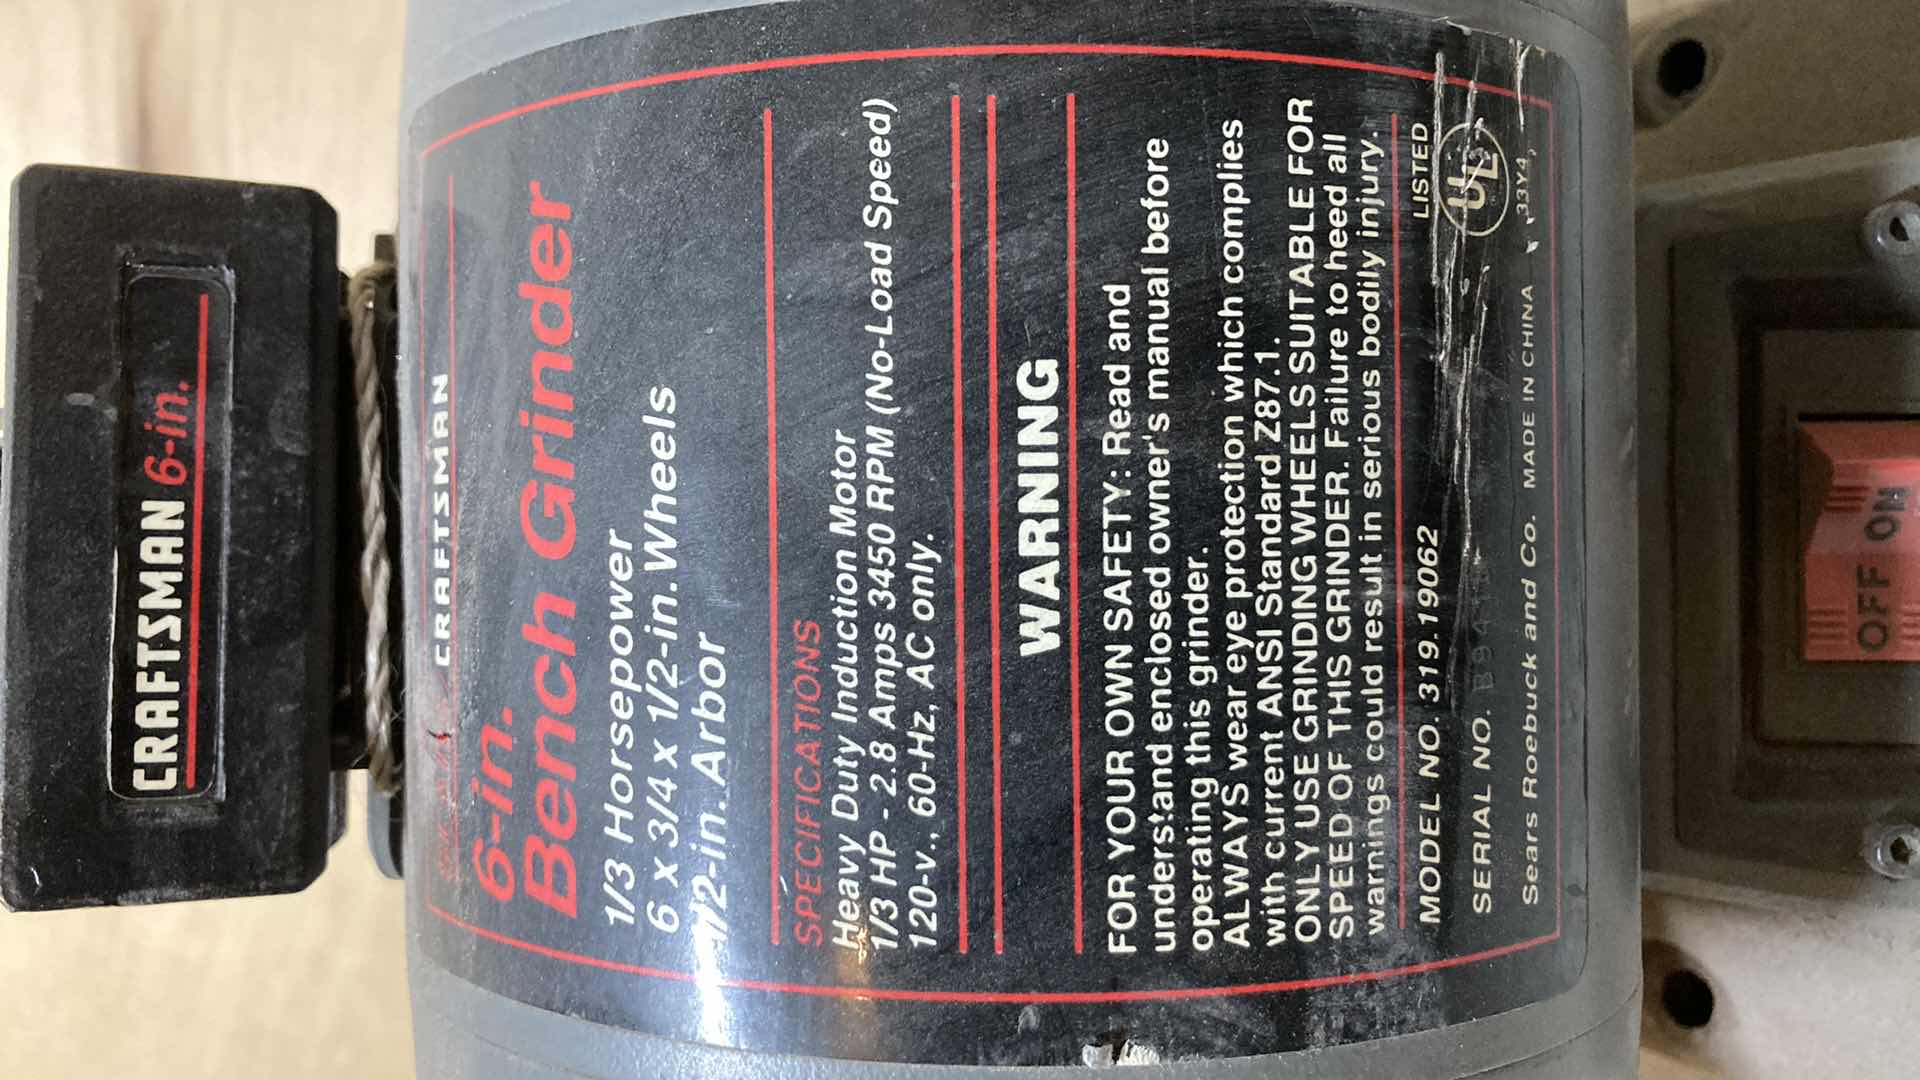 CRAFTSMAN 6-in.
CRAFTSMAN
6-in.
Bench Grinder
1/3 Horsepower
6 x 3/4 x 1/2-in. Wheels
1/2-in. Arbor
SPECIFICATIONS
Heavy Duty Induction Motor
1/3 HP - 2.8 Amps 3450 RPM (No-Load Speed)
120-v., 60-Hz, AC only.
WARNING
FOR YOUR OWN SAFETY: Read and
understand enclosed owner's manual before
operating this grinder.
ALWAYS wear eye protection which complies
with current ANSI Standard Z87.1.
ONLY USE GRINDING WHEELS SUITABLE FOR
SPEED OF THIS GRINDER. Failure to heed all
warnings could result in serious bodily injury.
MODEL NO. 319.19062
LISTED
UL
SERIAL NO.
33Y4
Sears Roebuck and Co. MADE IN CHINA
OFF ON